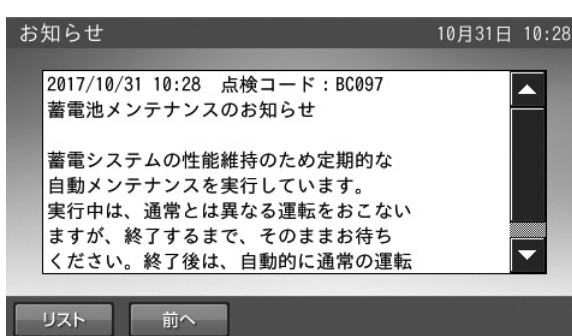 お知らせ 10月31日 10:28
2017/10/31 10:28 点検コード：BC097
蓄電池メンテナンスのお知らせ
蓄電システムの性能維持のため定期的な
自動メンテナンスを実行しています。
実行中は、通常とは異なる運転をおこない
ますが、終了するまで、そのままお待ち
ください。終了後は、自動的に通常の運転
リスト 前へ